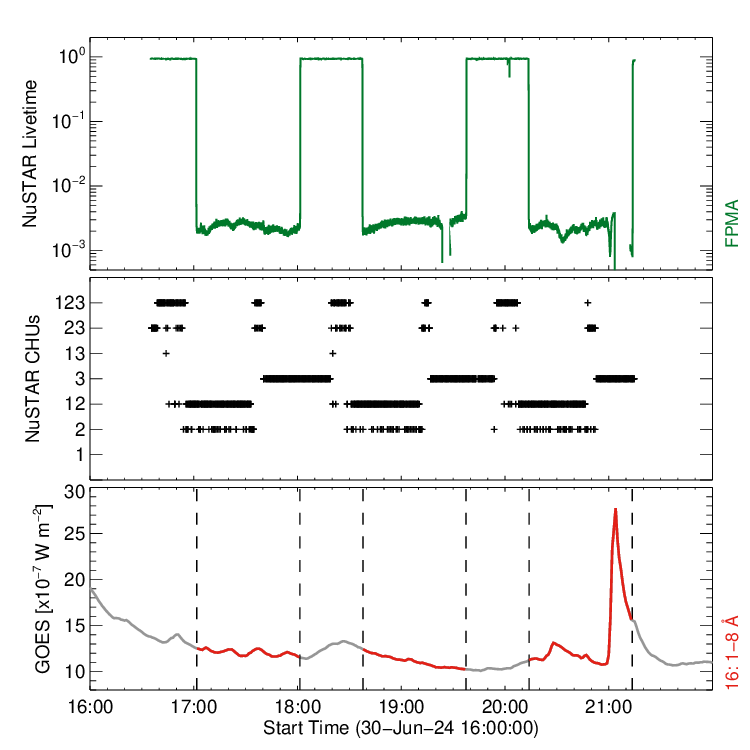 NuSTAR Livetime
10⁰
10⁻¹
10⁻²
10⁻³
FPMA
NuSTAR CHUs
123
23
13
3
12
2
1
GOES [x10⁻⁷ W m⁻²]
30
25
20
15
10
16: 1−8 Å
16:00 17:00 18:00 19:00 20:00 21:00
Start Time (30−Jun−24 16:00:00)